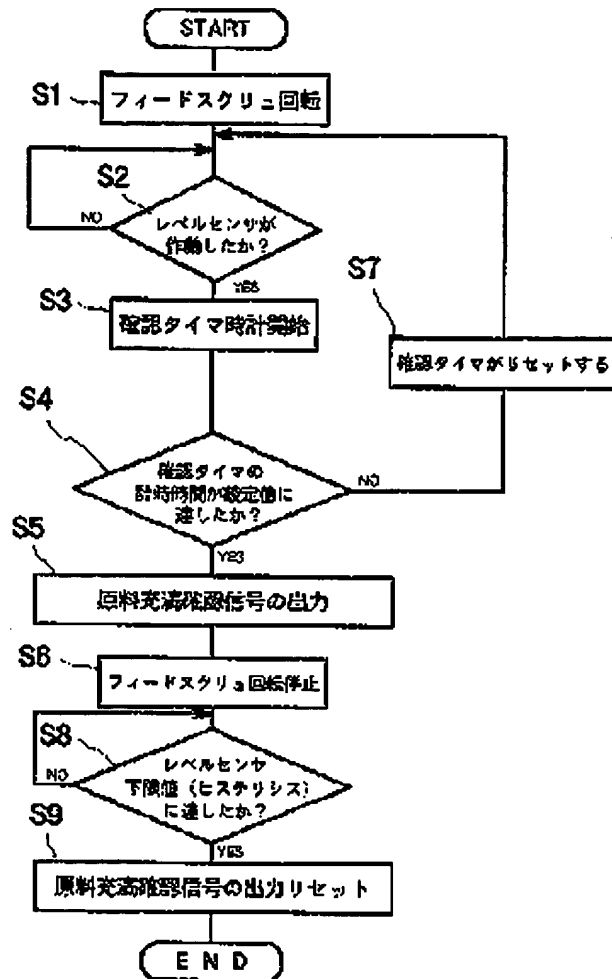 START
S1
フィードスクリュ回転
S2
NO
レベルセンサが
作動したか？
YES
S3
確認タイマ時計開始
S7
確認タイマがリセットする
S4
確認タイマの
計時時間が設定値に
達したか？
NO
YES
S5
原料充満確認信号の出力
S6
フィードスクリュ回転停止
S8
NO
レベルセンサ
下限値（ヒステリシス）
に達したか？
YES
S9
原料充満確認信号の出力リセット
END